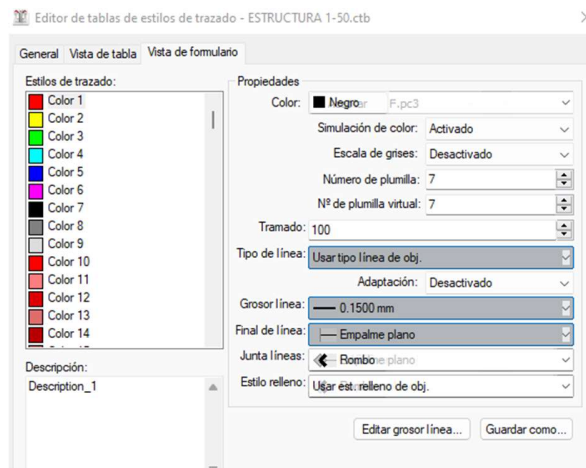 Editor de tablas de estilos de trazado - ESTRUCTURA 1-50.ctb
General Vista de tabla Vista de formulario
Estilos de trazado:
Color 1
Color 2
Color 3
Color 4
Color 5
Color 6
Color 7
Color 8
Color 9
Color 10
Color 11
Color 12
Color 13
Color 14
Descripción:
Description_1
Propiedades
Color: Negro F.pc3
Simulación de color: Activado
Escala de grises: Desactivado
Número de plumilla: 7
Nº de plumilla virtual: 7
Tramado: 100
Tipo de línea: Usar tipo línea de obj.
Adaptación: Desactivado
Grosor línea: 0.1500 mm
Final de línea: Empalme plano
Junta líneas: Rombo plano
Estilo relleno: Usar est. relleno de obj.
Editar grosor línea... Guardar como...